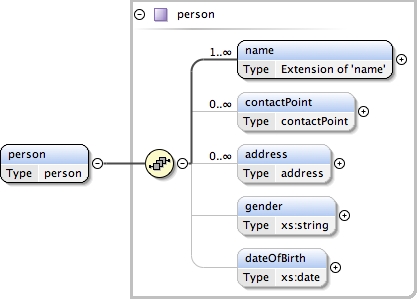 person
1..∞
name
Type Extension of 'name'
0..∞
contactPoint
Type contactPoint
person
Type person
0..∞
address
Type address
gender
Type xs:string
dateOfBirth
Type xs:date